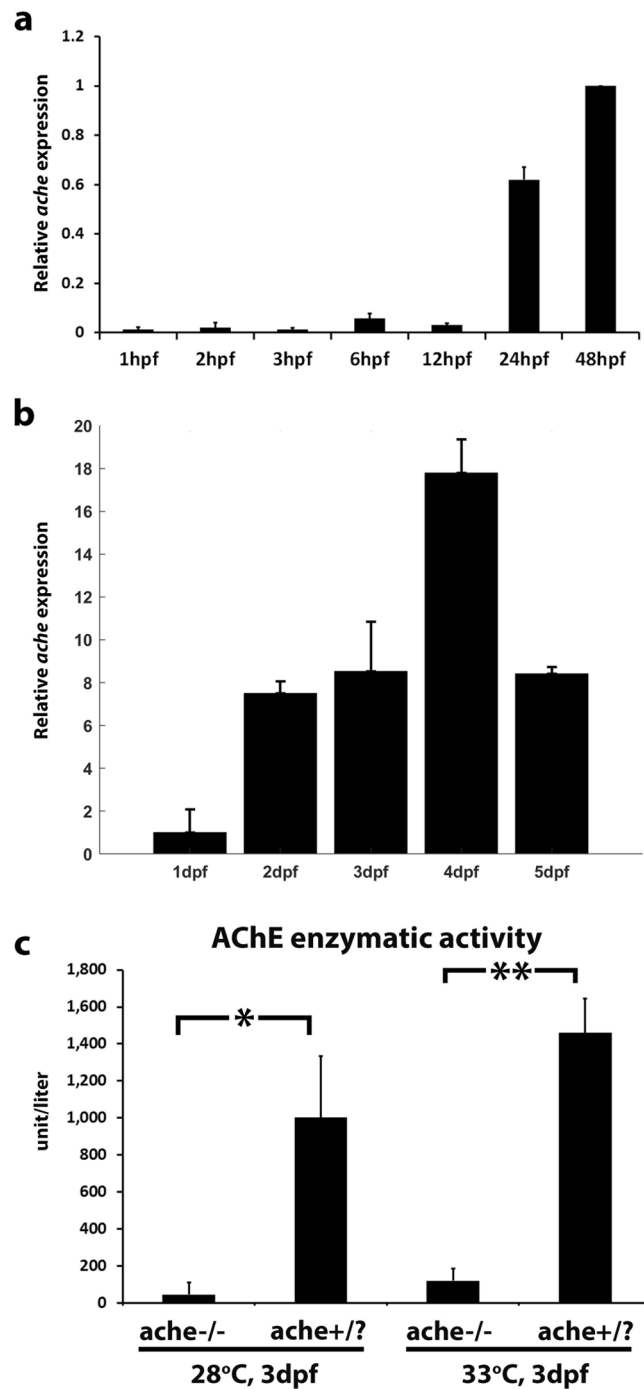 a
Relative ache expression
1.2
1
0.8
0.6
0.4
0.2
0
1hpf 2hpf 3hpf 6hpf 12hpf 24hpf 48hpf
b
Relative ache expression
20
18
16
14
12
10
8
6
4
2
0
1dpf 2dpf 3dpf 4dpf 5dpf
c
AChE enzymatic activity
unit/liter
1,800
1,600
1,400
1,200
1,000
800
600
400
200
0
* **
ache-/- ache+/? ache-/- ache+/?
28°C, 3dpf 33°C, 3dpf